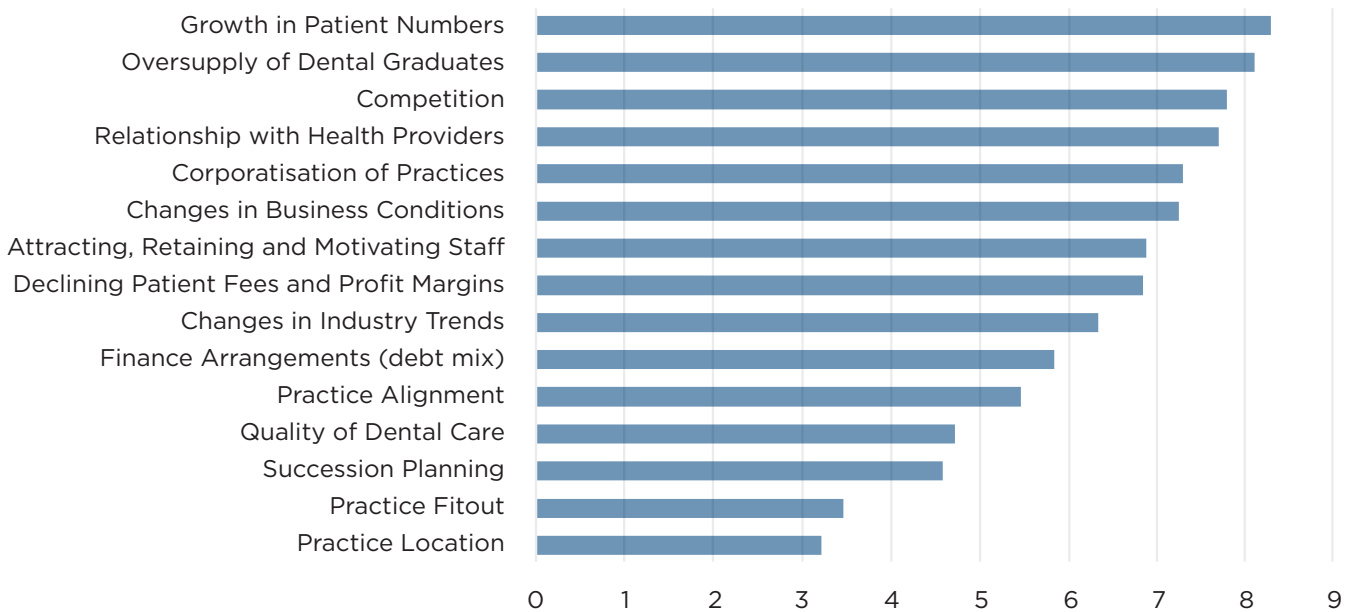 Growth in Patient Numbers
Oversupply of Dental Graduates
Competition
Relationship with Health Providers
Corporatisation of Practices
Changes in Business Conditions
Attracting, Retaining and Motivating Staff
Declining Patient Fees and Profit Margins
Changes in Industry Trends
Finance Arrangements (debt mix)
Practice Alignment
Quality of Dental Care
Succession Planning
Practice Fitout
Practice Location
0 1 2 3 4 5 6 7 8 9